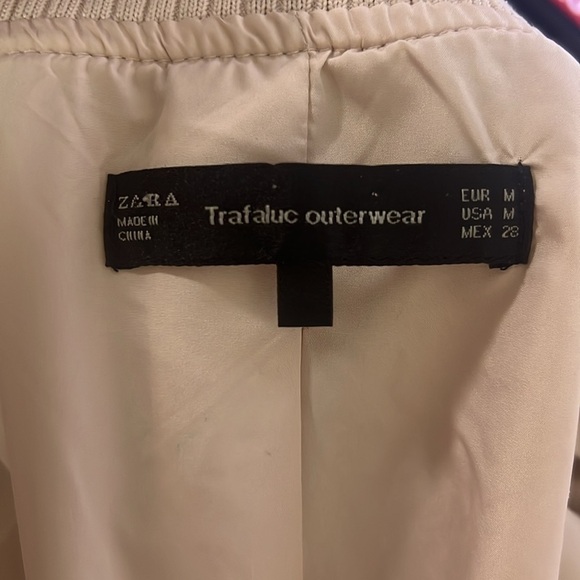 ZARA
MADE IN
CHINA
Trafaluc outerwear
EUR M
USA M
MEX 28